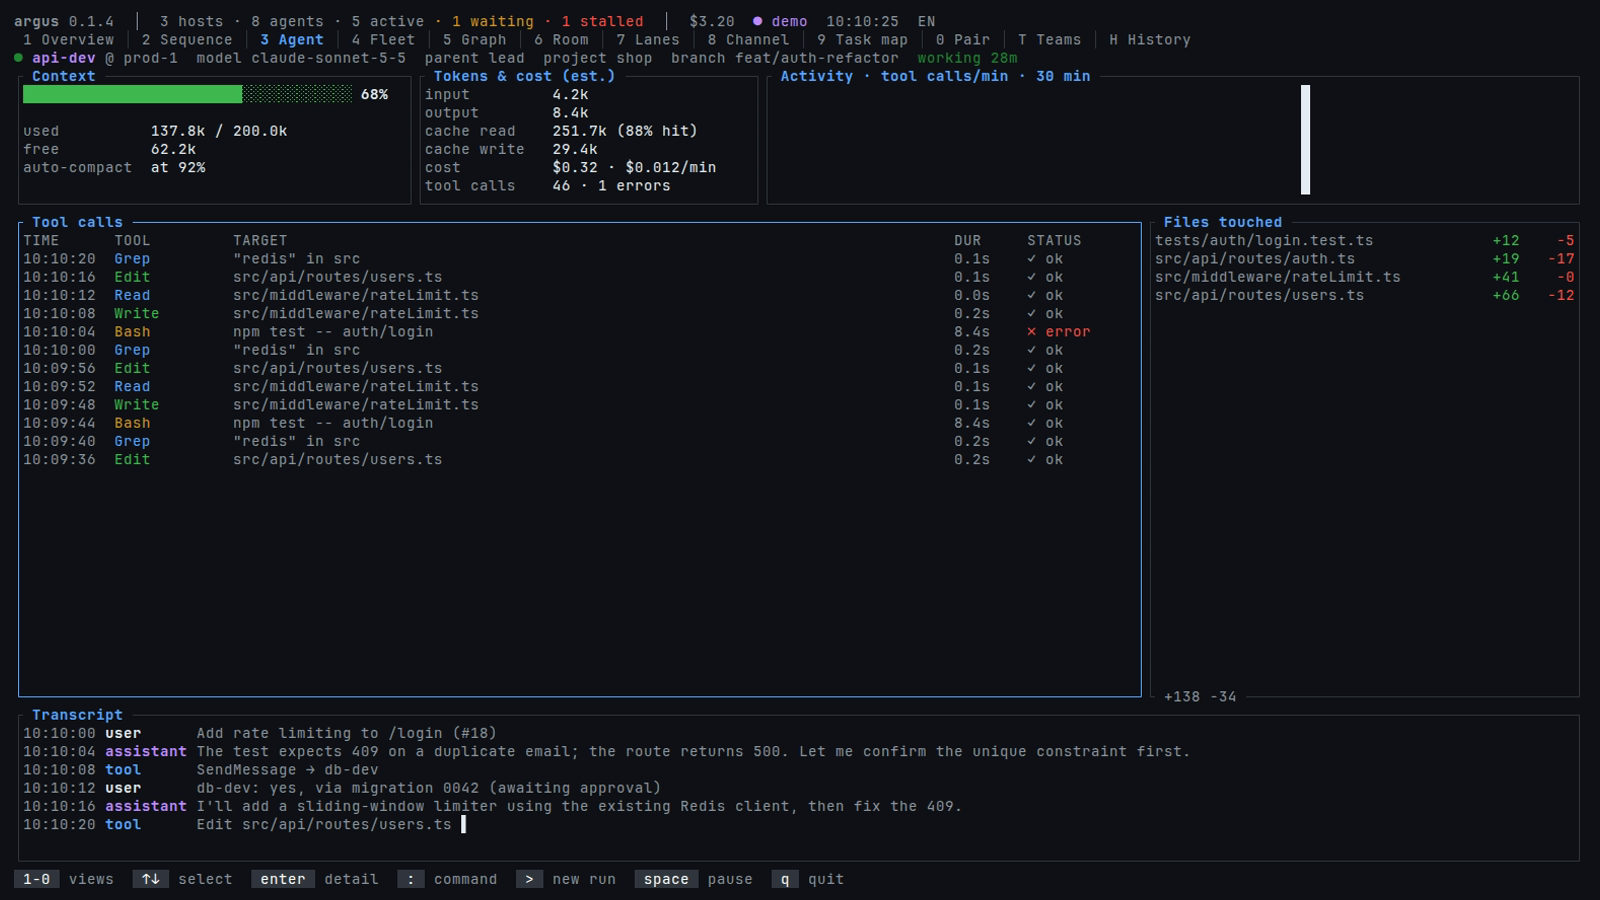 argus 0.1.4 │ 3 hosts · 8 agents · 5 active · 1 waiting · 1 stalled │ $3.20 ● demo 10:10:25 EN
1 Overview │ 2 Sequence │ 3 Agent │ 4 Fleet │ 5 Graph │ 6 Room │ 7 Lanes │ 8 Channel │ 9 Task map │ 0 Pair │ T Teams │ H History
● api-dev @ prod-1 model claude-sonnet-5-5 parent lead project shop branch feat/auth-refactor working 28m
Context
68%
used 137.8k / 200.0k
free 62.2k
auto-compact at 92%
Tokens & cost (est.)
input 4.2k
output 8.4k
cache read 251.7k (88% hit)
cache write 29.4k
cost $0.32 · $0.012/min
tool calls 46 · 1 errors
Activity · tool calls/min · 30 min
Tool calls
TIME TOOL TARGET DUR STATUS
10:10:20 Grep "redis" in src 0.1s ✓ ok
10:10:16 Edit src/api/routes/users.ts 0.1s ✓ ok
10:10:12 Read src/middleware/rateLimit.ts 0.0s ✓ ok
10:10:08 Write src/middleware/rateLimit.ts 0.2s ✓ ok
10:10:04 Bash npm test -- auth/login 8.4s ✕ error
10:10:00 Grep "redis" in src 0.2s ✓ ok
10:09:56 Edit src/api/routes/users.ts 0.1s ✓ ok
10:09:52 Read src/middleware/rateLimit.ts 0.1s ✓ ok
10:09:48 Write src/middleware/rateLimit.ts 0.1s ✓ ok
10:09:44 Bash npm test -- auth/login 8.4s ✓ ok
10:09:40 Grep "redis" in src 0.2s ✓ ok
10:09:36 Edit src/api/routes/users.ts 0.2s ✓ ok
Files touched
tests/auth/login.test.ts +12 -5
src/api/routes/auth.ts +19 -17
src/middleware/rateLimit.ts +41 -0
src/api/routes/users.ts +66 -12
+138 -34
Transcript
10:10:00 user Add rate limiting to /login (#18)
10:10:04 assistant The test expects 409 on a duplicate email; the route returns 500. Let me confirm the unique constraint first.
10:10:08 tool SendMessage → db-dev
10:10:12 user db-dev: yes, via migration 0042 (awaiting approval)
10:10:16 assistant I'll add a sliding-window limiter using the existing Redis client, then fix the 409.
10:10:20 tool Edit src/api/routes/users.ts
1-0 views ↑↓ select enter detail : command > new run space pause q quit